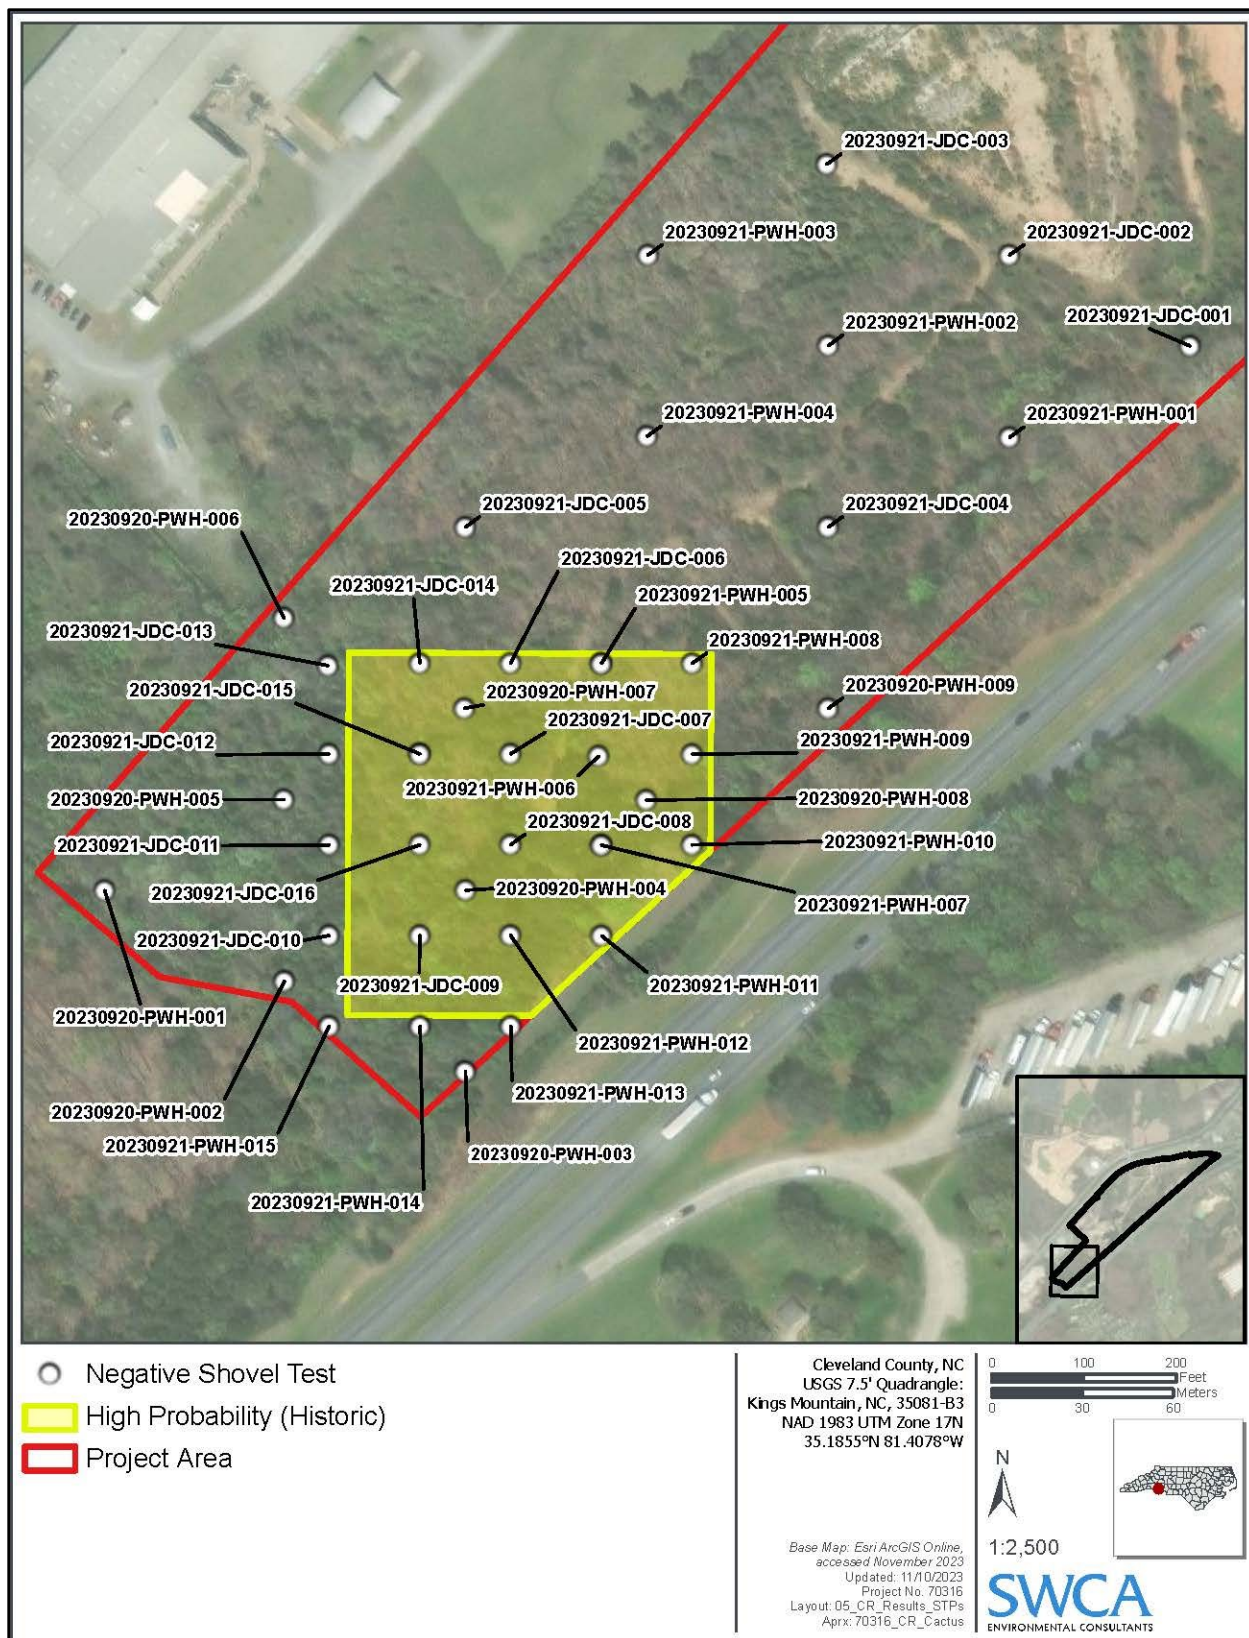 20230921-JDC-003
20230921-PWH-003
20230921-JDC-002
20230921-PWH-002
20230921-JDC-001
20230921-PWH-004
20230921-PWH-001
20230921-JDC-005
20230921-JDC-004
20230920-PWH-006
20230921-JDC-006
20230921-JDC-014
20230921-PWH-005
20230921-JDC-013
20230921-PWH-008
20230921-JDC-015
20230920-PWH-007
20230920-PWH-009
20230921-JDC-007
20230921-JDC-012
20230921-PWH-009
20230921-PWH-006
20230920-PWH-005
20230920-PWH-008
20230921-JDC-008
20230921-JDC-011
20230921-PWH-010
20230921-JDC-016
20230920-PWH-004
20230921-PWH-007
20230921-JDC-010
20230921-JDC-009
20230921-PWH-011
20230920-PWH-001
20230921-PWH-012
20230921-PWH-013
20230920-PWH-002
20230921-PWH-015
20230920-PWH-003
20230921-PWH-014
Negative Shovel Test
High Probability (Historic)
Project Area
Cleveland County, NC
USGS 7.5' Quadrangle:
Kings Mountain, NC, 35081-B3
NAD 1983 UTM Zone 17N
35.1855°N 81.4078°W
Base Map: Esri ArcGIS Online,
accessed November 2023
Updated: 11/10/2023
Project No. 70316
Layout: 05_CR_Results_STPs
Aprx: 70316_CR_Cactus
0 100 200
Feet
Meters
0 30 60
N
1:2,500
SWCA
ENVIRONMENTAL CONSULTANTS